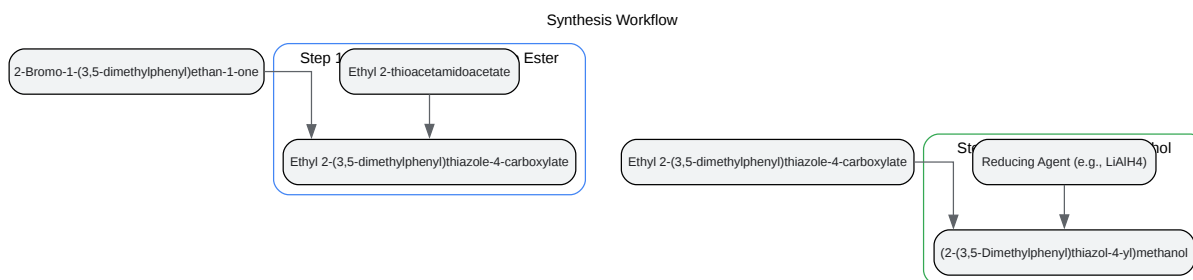 Synthesis Workflow
2-Bromo-1-(3,5-dimethylphenyl)ethan-1-one
Step 1 Ester
Ethyl 2-thioacetamidoacetate
Ethyl 2-(3,5-dimethylphenyl)thiazole-4-carboxylate
Ethyl 2-(3,5-dimethylphenyl)thiazole-4-carboxylate
Reducing Agent (e.g., LiAlH4)
(2-(3,5-Dimethylphenyl)thiazol-4-yl)methanol